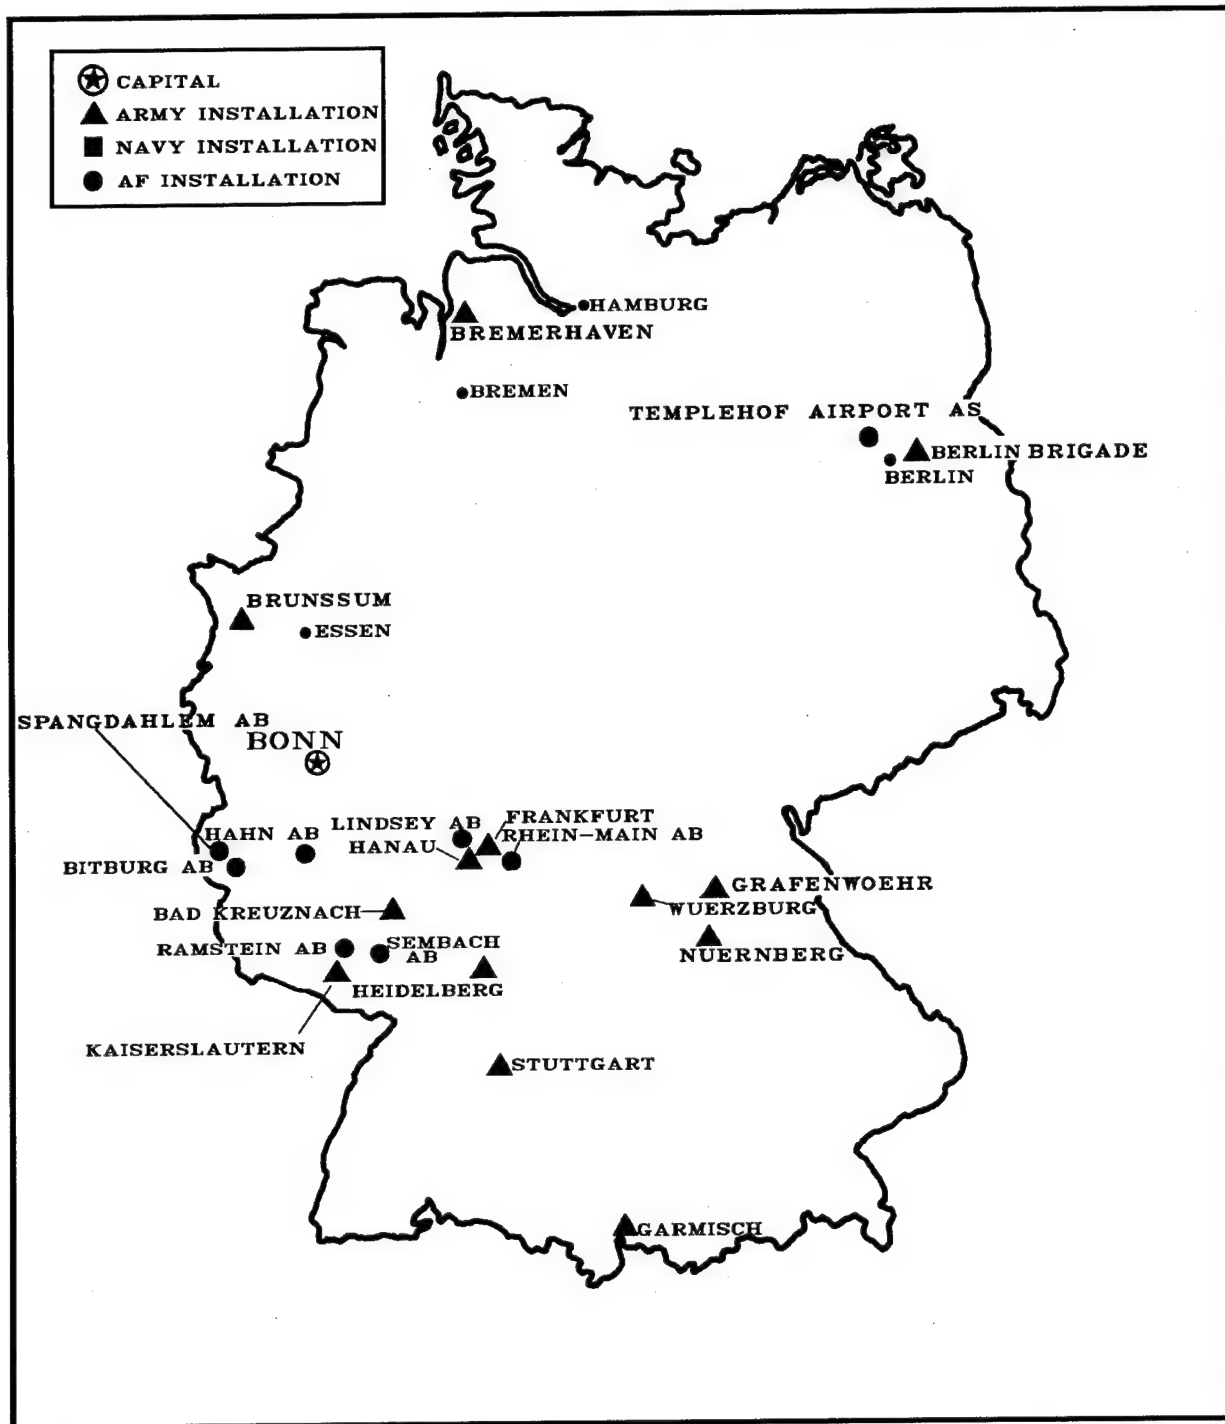 CAPITAL
ARMY INSTALLATION
NAVY INSTALLATION
AF INSTALLATION
HAMBURG
BREMERHAVEN
BREMEN
TEMPLEHOF AIRPORT AS
BERLIN BRIGADE
BERLIN
BRUNSSUM
ESSEN
SPANGDAHLEM AB
BONN
HAHN AB
LINDSEY AB
FRANKFURT
RHEIN-MAIN AB
HANAU
BITBURG AB
GRAFENWOEHR
WUERZBURG
BAD KREUZNACH
RAMSTEIN AB
SEMBACH
AB
NUERNBERG
HEIDELBERG
KAISERSLAUTERN
STUTTGART
GARMISCH